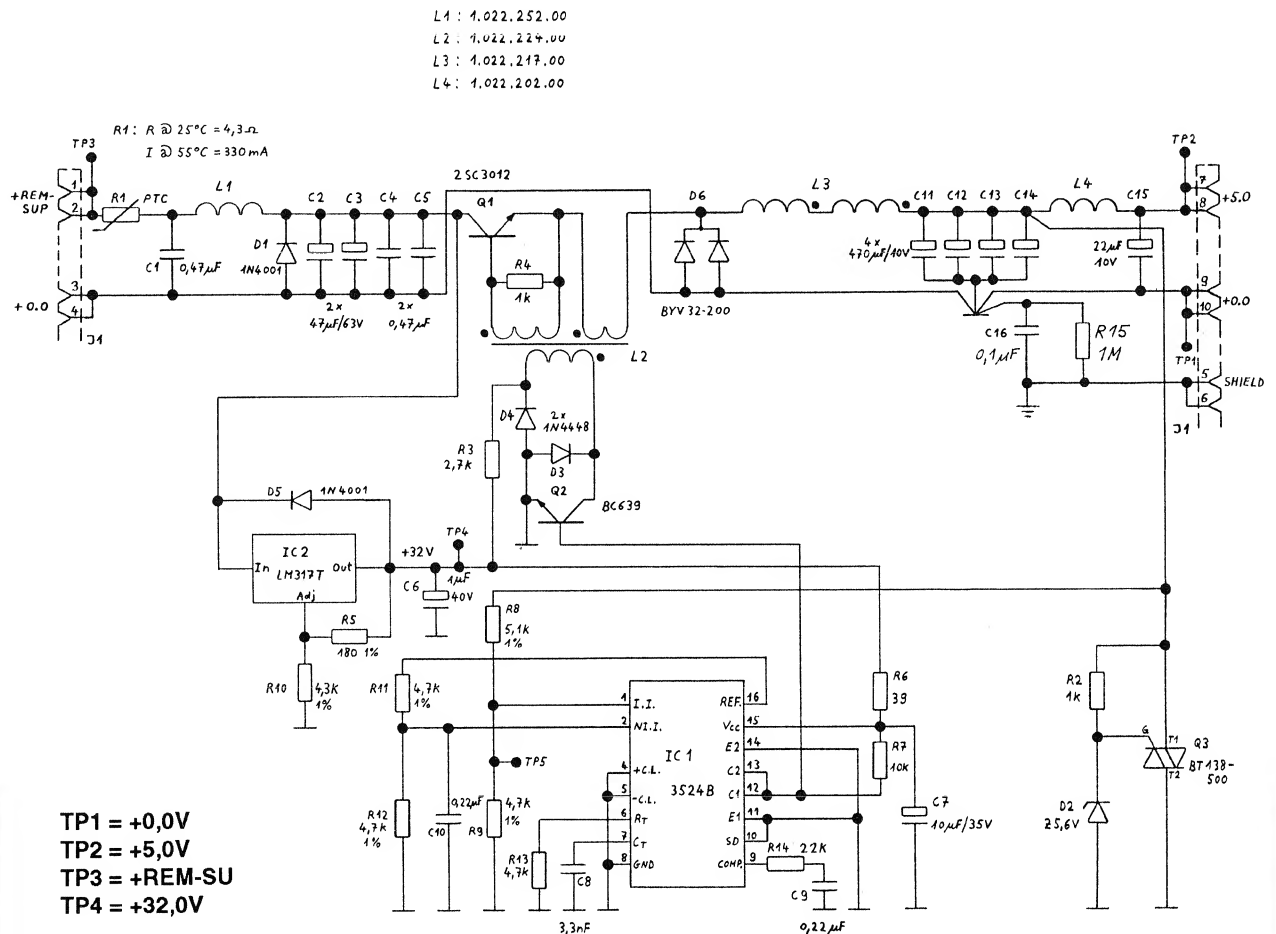 L1 : 1.022.252.00
L2 : 1.022.224.00
L3 : 1.022.217.00
L4 : 1.022.202.00
R1 : R @ 25°C = 4,3Ω
I @ 55°C = 330mA
TP3
+REM-SUP
1
2
R1
PTC
L1
C1
0,47µF
D1
1N4001
C2
C3
C4
C5
2×
47µF/63V
2×
0,47µF
3
4
+0.0
J1
2SC3012
Q1
R4
1k
L2
D6
BYV 32-200
L3
C11
C12
C13
C14
4×
470µF/10V
L4
C15
22µF
10V
TP2
7
8
+5.0
9
10
+0.0
TP1
C16
0,1µF
R15
1M
5
6
SHIELD
J1
D4
2×
1N4448
D3
Q2
BC639
R3
2,7k
D5
1N4001
IC2
LM317T
In
Out
Adj
+32V
TP4
C6
1µF
40V
R5
180 1%
R10
4,3k
1%
R8
5,1k
1%
R11
4,7k
1%
R12
4,7k
1%
0,22µF
C10
TP5
4,7k
1%
R9
R13
4,7k
C8
3,3nF
IC1
3524B
1 I.I.
2 NI.I.
4 +C.L.
5 -C.L.
6 RT
7 CT
8 GND
REF. 16
Vcc 15
E2 14
C2 13
C1 12
E1 11
SD 10
COMP. 9
R14 22K
C9
0,22µF
R6
39
R7
10k
C7
10µF/35V
R2
1k
G
T1
T2
Q3
BT138-500
D2
Z5,6V
TP1 = +0,0V
TP2 = +5,0V
TP3 = +REM-SU
TP4 = +32,0V